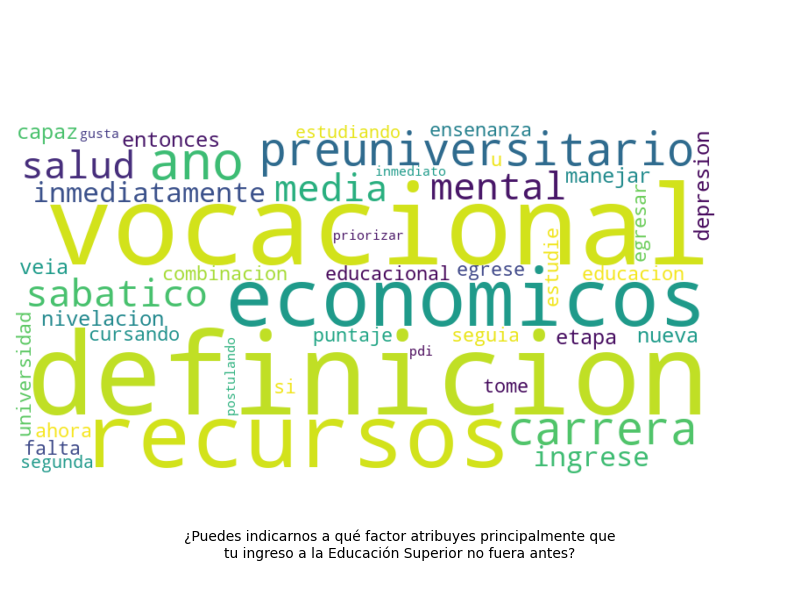 capaz gusta entonces estudiando ensenanza
salud ano preuniversitario u
inmediato
inmediatamente media mental manejar depresion
vocacional
priorizar egresar
veia combinacion educacional egrese estudie educacion
sabatico economicos
nivelacion
universidad cursando postulando puntaje seguia etapa nueva
definicion
pdi
si tome
ahora recursos carrera
falta
segunda ingrese
¿Puedes indicarnos a qué factor atribuyes principalmente que
tu ingreso a la Educación Superior no fuera antes?